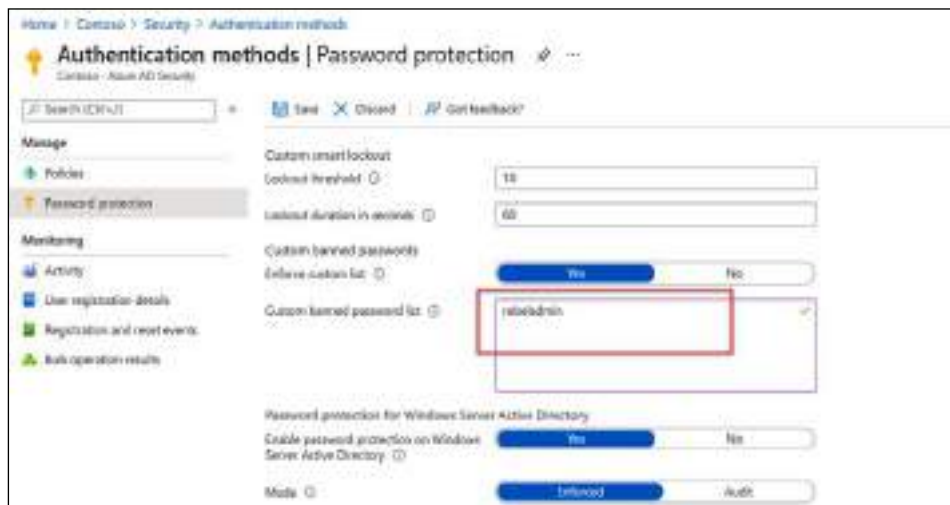 Home > Contoso > Security > Authentication methods
Authentication methods | Password protection ...
Contoso - Azure AD Security
Search (Ctrl+/)
«
Save Discard | Got feedback?
Manage
Policies
Password protection
Monitoring
Activity
User registration details
Registration and reset events
Bulk operation results
Custom smart lockout
Lockout threshold 10
Lockout duration in seconds 60
Custom banned passwords
Enforce custom list Yes No
Custom banned password list rebeladmin
Password protection for Windows Server Active Directory
Enable password protection on Windows Yes No
Server Active Directory
Mode Enforced Audit